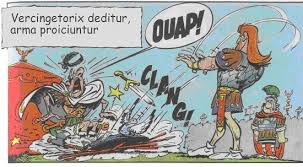 Vercingetorix deditur,
arma proiciuntur
OUAP!
CLANG!